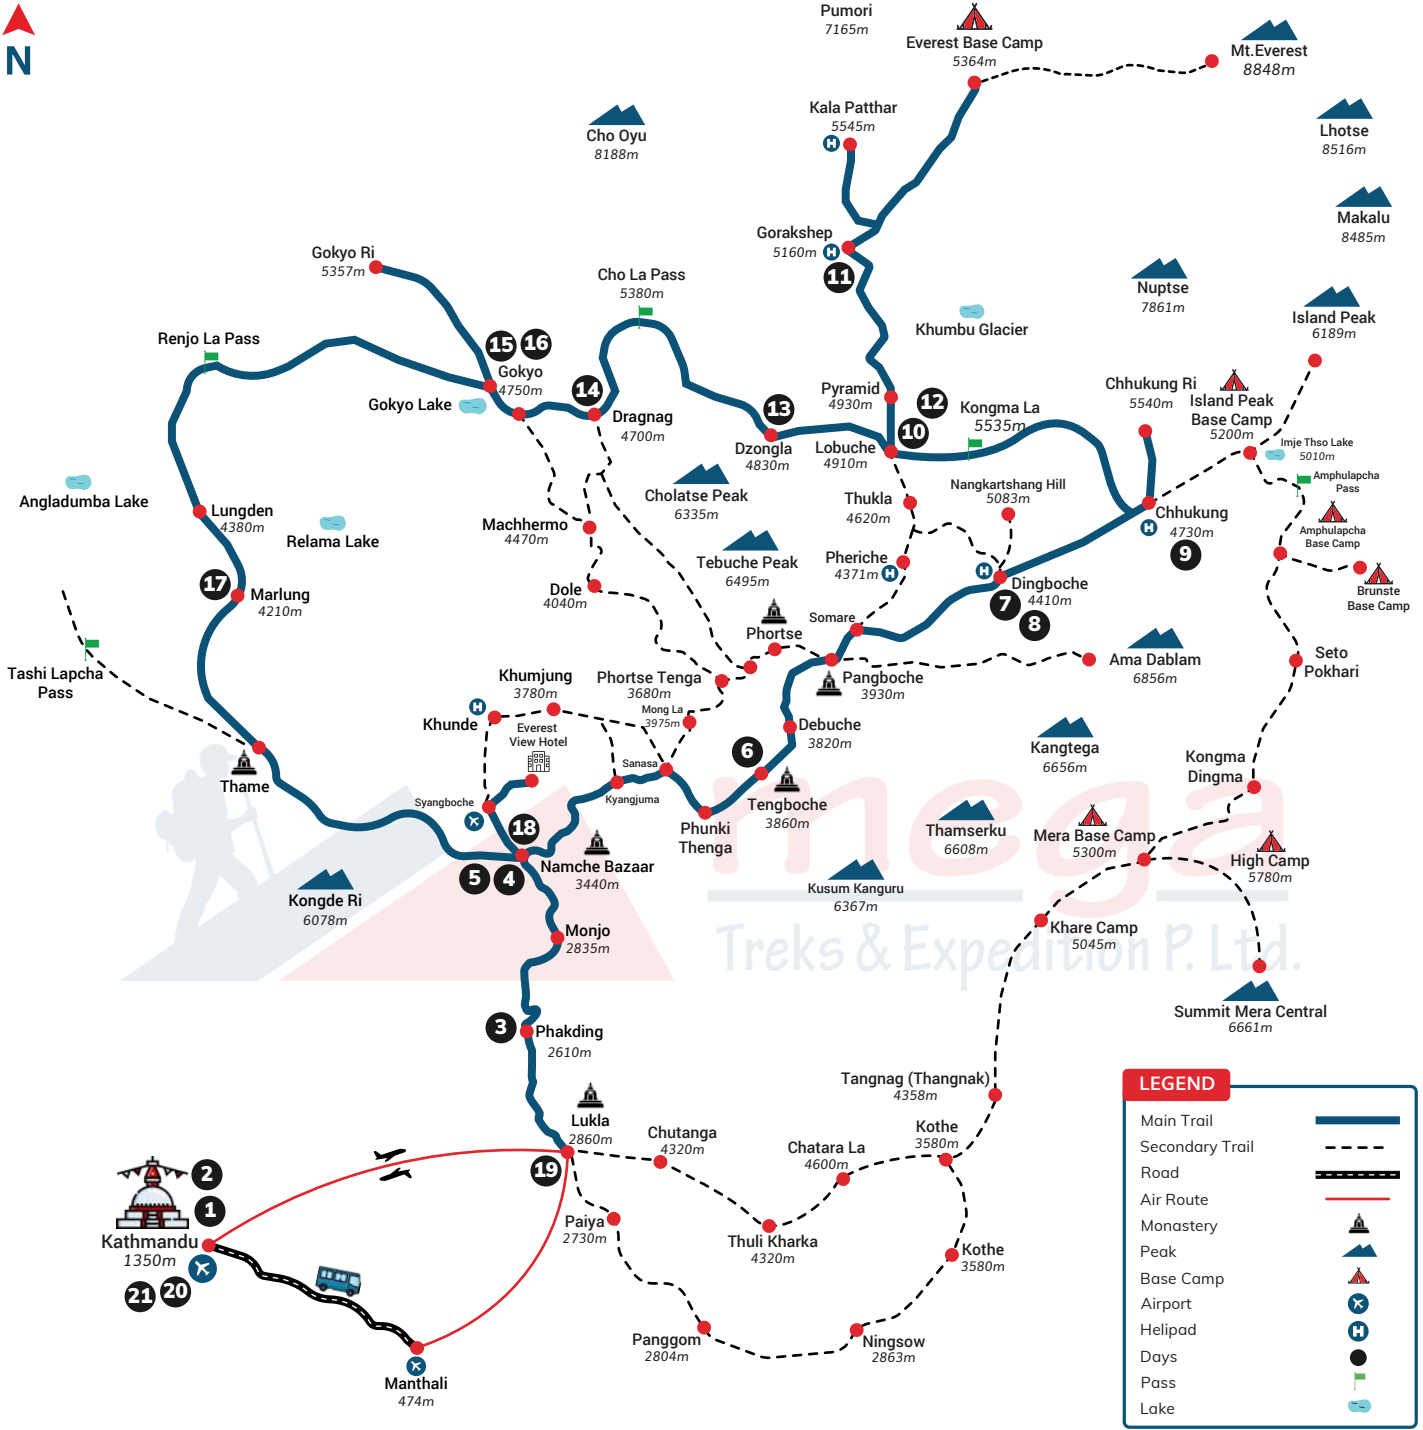 N
Pumori
7165m
Everest Base Camp
5364m
Mt.Everest
8848m
Kala Patthar
5545m
H
Cho Oyu
8188m
Lhotse
8516m
Makalu
8485m
Gorakshep
5160m
H
11
Gokyo Ri
5357m
Cho La Pass
5380m
Nuptse
7861m
Khumbu Glacier
Island Peak
6189m
Renjo La Pass
15
16
Gokyo
4750m
Gokyo Lake
14
Dragnag
4700m
13
Dzongla
4830m
Pyramid
4930m
12
10
Lobuche
4910m
Kongma La
5535m
Chhukung Ri
5540m
Island Peak
Base Camp
5200m
Imje Thso Lake
5010m
Amphulapcha
Pass
Angladumba Lake
Lungden
4380m
Relama Lake
Machhermo
4470m
Cholatse Peak
6335m
Thukla
4620m
Nangkartshang Hill
5083m
Chhukung
4730m
H
9
Amphulapcha
Base Camp
Tebuche Peak
6495m
Pheriche
4371m
H
H
Dingboche
4410m
7
8
Brunste
Base Camp
17
Marlung
4210m
Dole
4040m
Somare
Phortse
Tashi Lapcha
Pass
Khumjung
3780m
Phortse Tenga
3680m
Mong La
3975m
Pangboche
3930m
Ama Dablam
6856m
Seto
Pokhari
H
Khunde
Everest
View Hotel
Debuche
3820m
6
Kangtega
6656m
Kongma
Dingma
Thame
Sanasa
Kyangjuma
Syangboche
Tengboche
3860m
Phunki
Thenga
mega
Treks & Expedition P. Ltd.
Thamserku
6608m
Mera Base Camp
5300m
High Camp
5780m
18
5
4
Namche Bazaar
3440m
Kongde Ri
6078m
Kusum Kanguru
6367m
Monjo
2835m
Khare Camp
5045m
Summit Mera Central
6661m
3
Phakding
2610m
Tangnag (Thangnak)
4358m
Lukla
2860m
19
Chutanga
4320m
Chatara La
4600m
Kothe
3580m
2
1
Kathmandu
1350m
21
20
Paiya
2730m
Thuli Kharka
4320m
Kothe
3580m
Panggom
2804m
Ningsow
2863m
Manthali
474m
LEGEND
Main Trail
Secondary Trail
Road
Air Route
Monastery
Peak
Base Camp
Airport
Helipad
H
Days
Pass
Lake